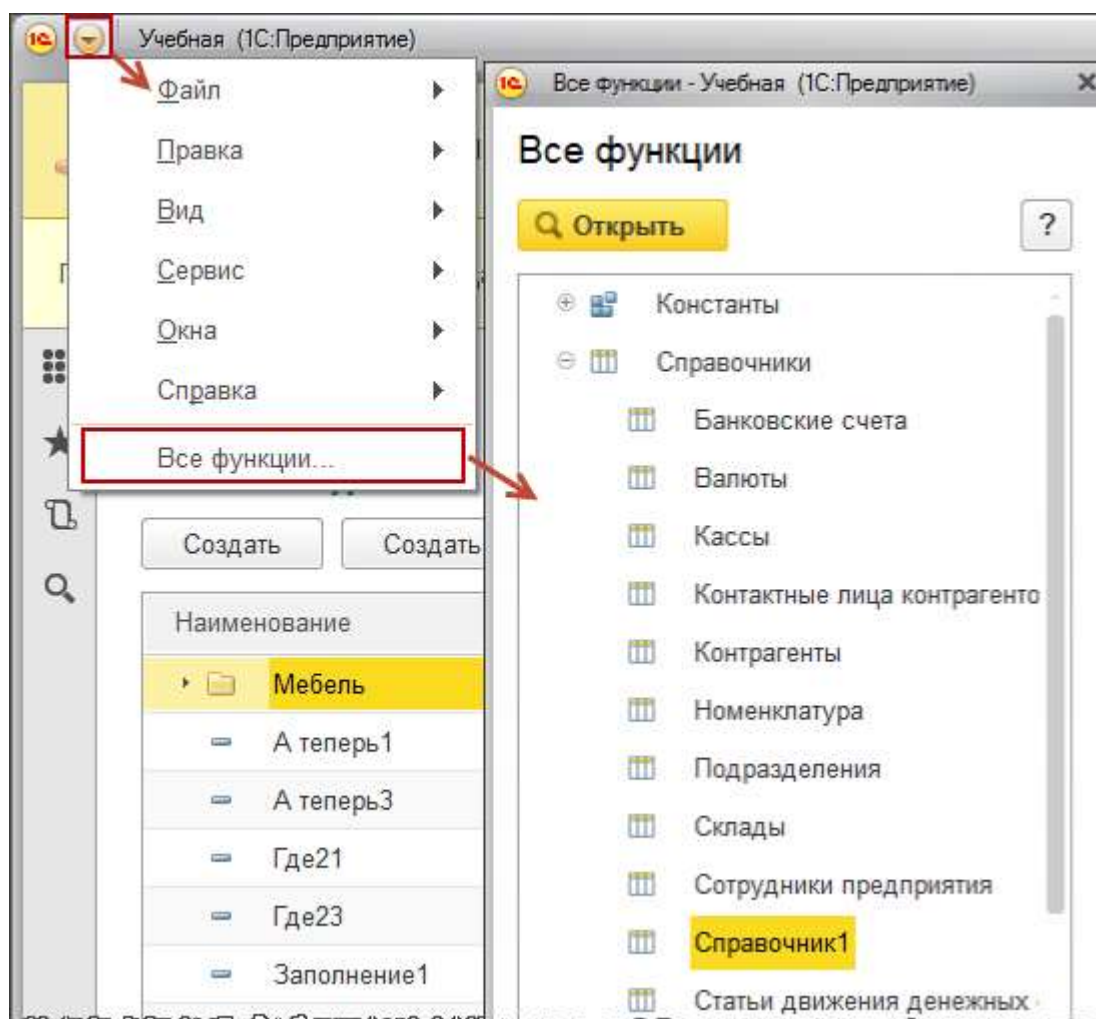 Учебная (1С:Предприятие)
Файл
Правка
Вид
Сервис
Окна
Справка
Все функции...
Создать
Создать
Наименование
Мебель
А теперь1
А теперь3
Где21
Где23
Заполнение1
Все функции - Учебная (1С:Предприятие)
Все функции
Открыть
?
Константы
Справочники
Банковские счета
Валюты
Кассы
Контактные лица контрагенто
Контрагенты
Номенклатура
Подразделения
Склады
Сотрудники предприятия
Справочник1
Статьи движения денежных